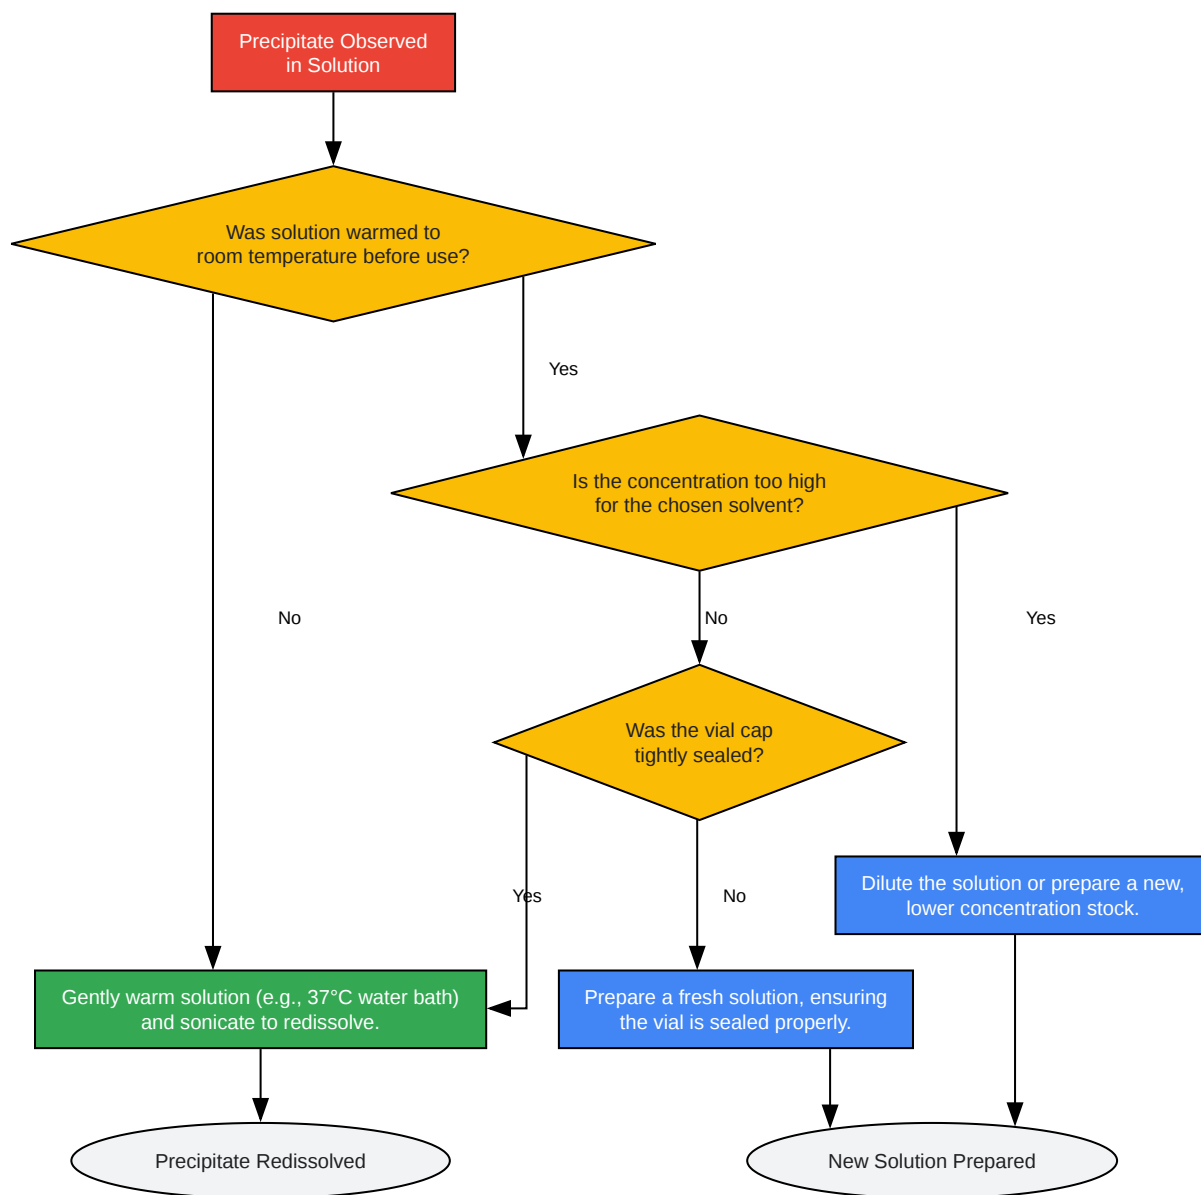 Precipitate Observed
in Solution
Was solution warmed to
room temperature before use?
Yes
Is the concentration too high
for the chosen solvent?
No
No
Yes
Was the vial cap
tightly sealed?
Yes
No
Dilute the solution or prepare a new,
lower concentration stock.
Gently warm solution (e.g., 37°C water bath)
and sonicate to redissolve.
Prepare a fresh solution, ensuring
the vial is sealed properly.
Precipitate Redissolved
New Solution Prepared